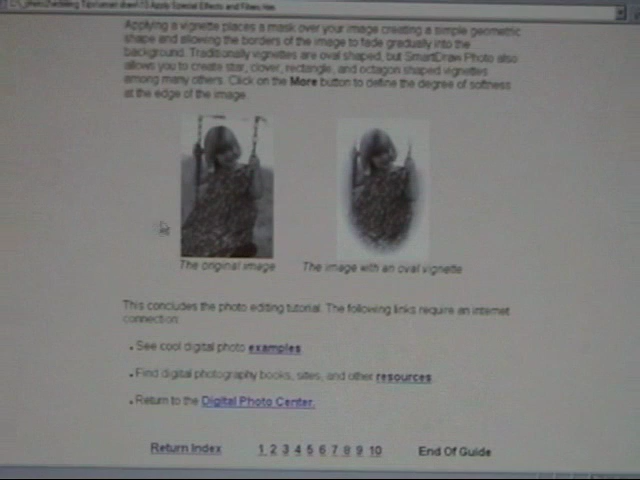 Applying a vignette places a mask over your image creating a simple geometric
shape and allowing the borders of the image to fade gradually into the
background. Traditionally vignettes are oval shaped, but SmartDraw Photo also
allows you to create star, clover, rectangle, and octagon shaped vignettes
among many others. Click on the More button to define the degree of softness
at the edge of the image.
The original image
The image with an oval vignette
This concludes the photo editing tutorial. The following links require an internet
connection:
• See cool digital photo examples
• Find digital photography books, sites, and other resources
• Return to the Digital Photo Center.
Return Index 1 2 3 4 5 6 7 8 9 10 End Of Guide